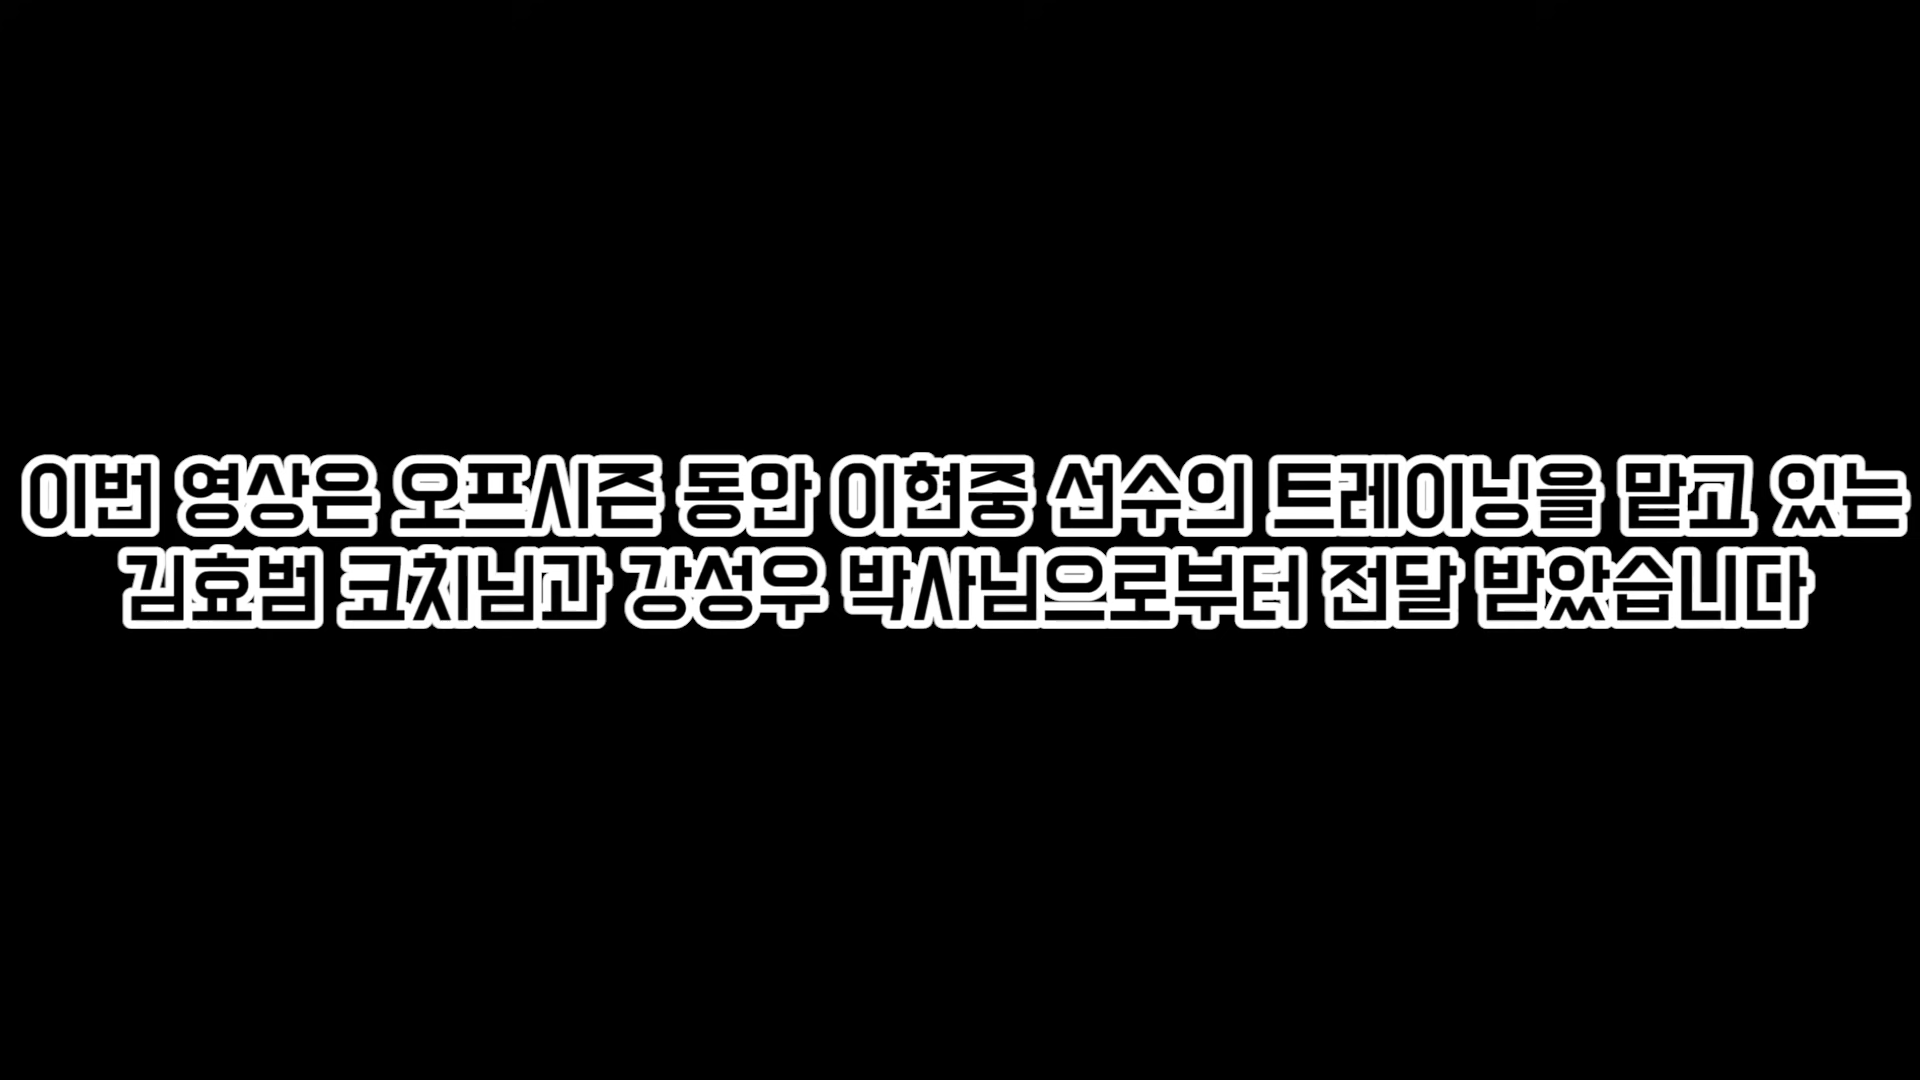 이번 영상은 오프시즌 동안 이현중 선수의 트레이닝을 맡고 있는
김효범 코치님과 강성우 박사님으로부터 전달 받았습니다